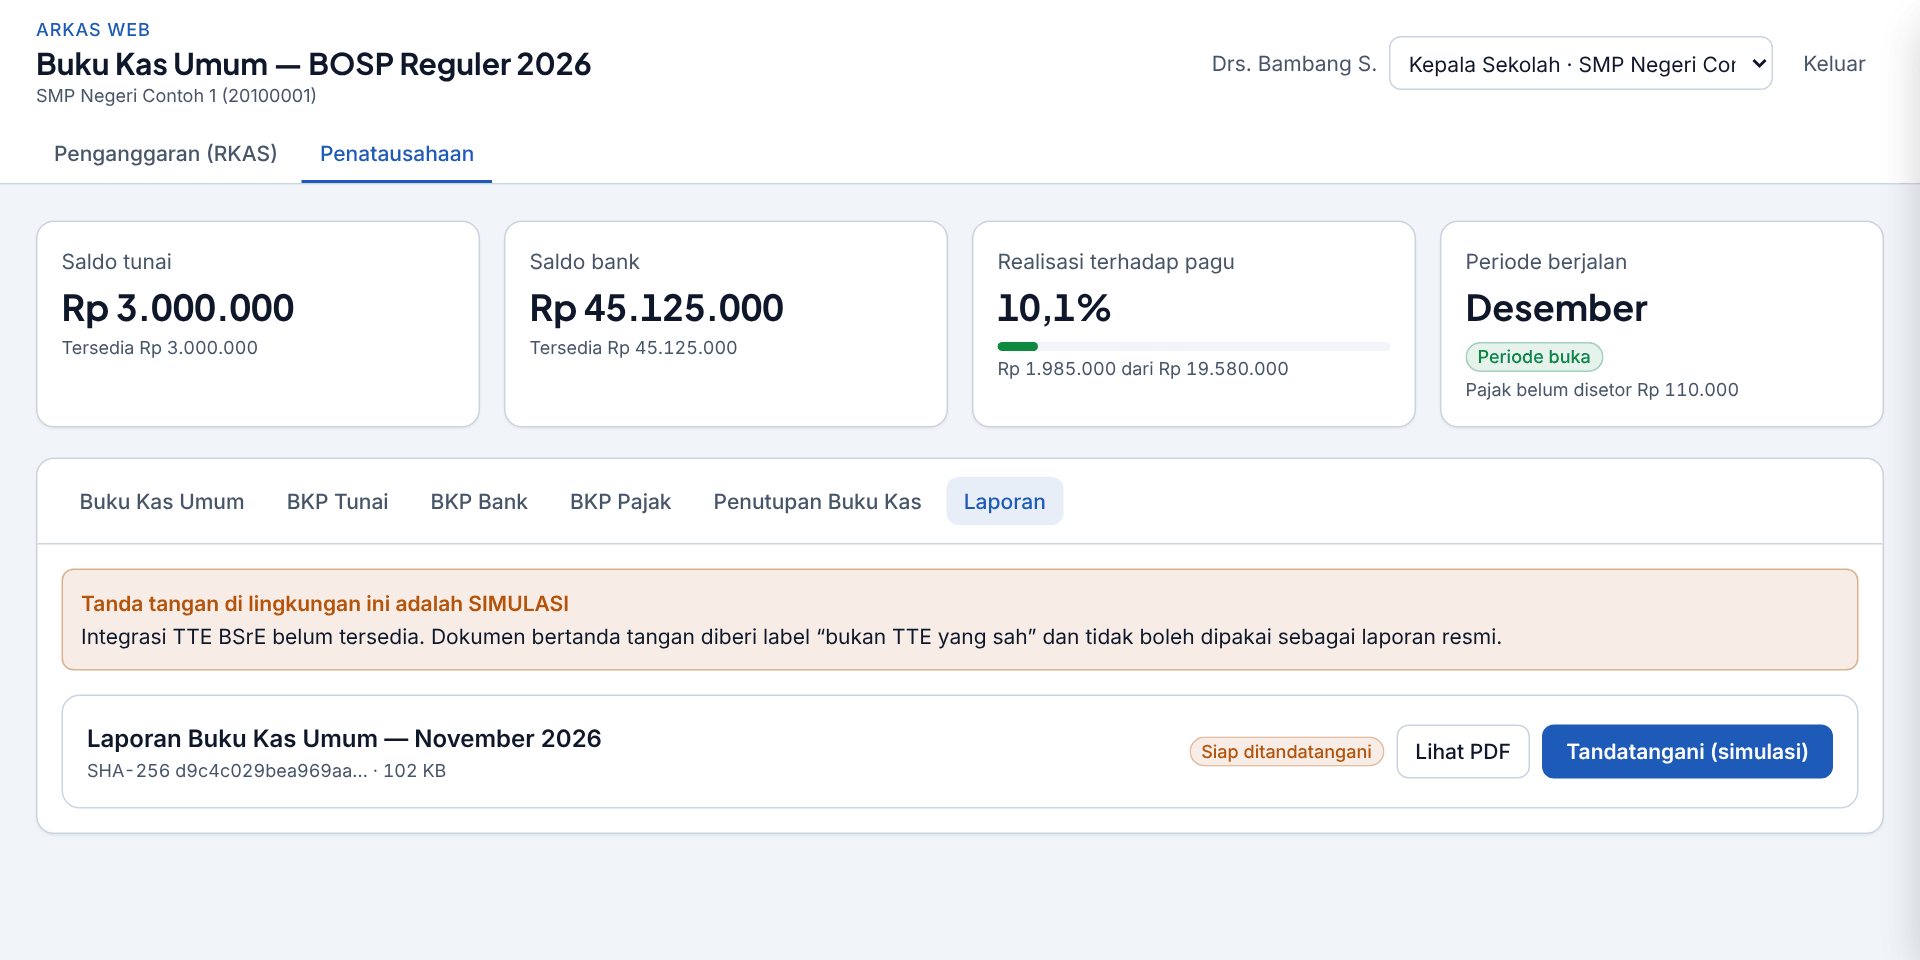 ARKAS WEB
Buku Kas Umum — BOSP Reguler 2026
SMP Negeri Contoh 1 (20100001)
Drs. Bambang S.
Kepala Sekolah · SMP Negeri Cor
Keluar
Penganggaran (RKAS)
Penatausahaan
Saldo tunai
Rp 3.000.000
Tersedia Rp 3.000.000
Saldo bank
Rp 45.125.000
Tersedia Rp 45.125.000
Realisasi terhadap pagu
10,1%
Rp 1.985.000 dari Rp 19.580.000
Periode berjalan
Desember
Periode buka
Pajak belum disetor Rp 110.000
Buku Kas Umum
BKP Tunai
BKP Bank
BKP Pajak
Penutupan Buku Kas
Laporan
Tanda tangan di lingkungan ini adalah SIMULASI
Integrasi TTE BSrE belum tersedia. Dokumen bertanda tangan diberi label “bukan TTE yang sah” dan tidak boleh dipakai sebagai laporan resmi.
Laporan Buku Kas Umum — November 2026
SHA-256 d9c4c029bea969aa… · 102 KB
Siap ditandatangani
Lihat PDF
Tandatangani (simulasi)